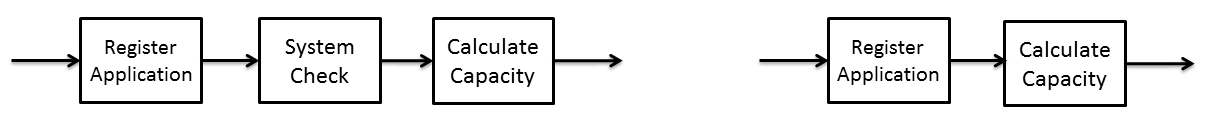 Register
Application
System
Check
Calculate
Capacity
Register
Application
Calculate
Capacity